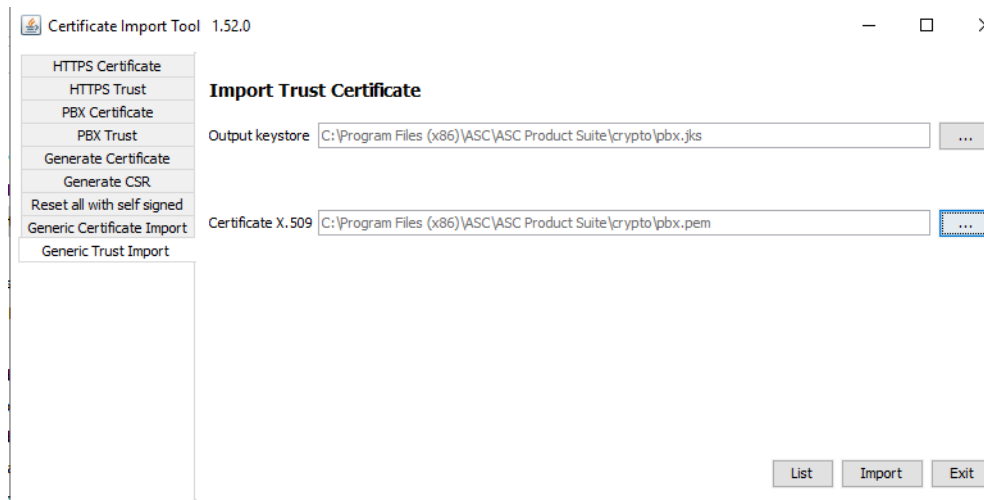 Certificate Import Tool 1.52.0
HTTPS Certificate
HTTPS Trust
PBX Certificate
PBX Trust
Generate Certificate
Generate CSR
Reset all with self signed
Generic Certificate Import
Generic Trust Import
Import Trust Certificate
Output keystore C:\Program Files (x86)\ASC\ASC Product Suite\crypto\pbx.jks ...
Certificate X.509 C:\Program Files (x86)\ASC\ASC Product Suite\crypto\pbx.pem ...
List Import Exit